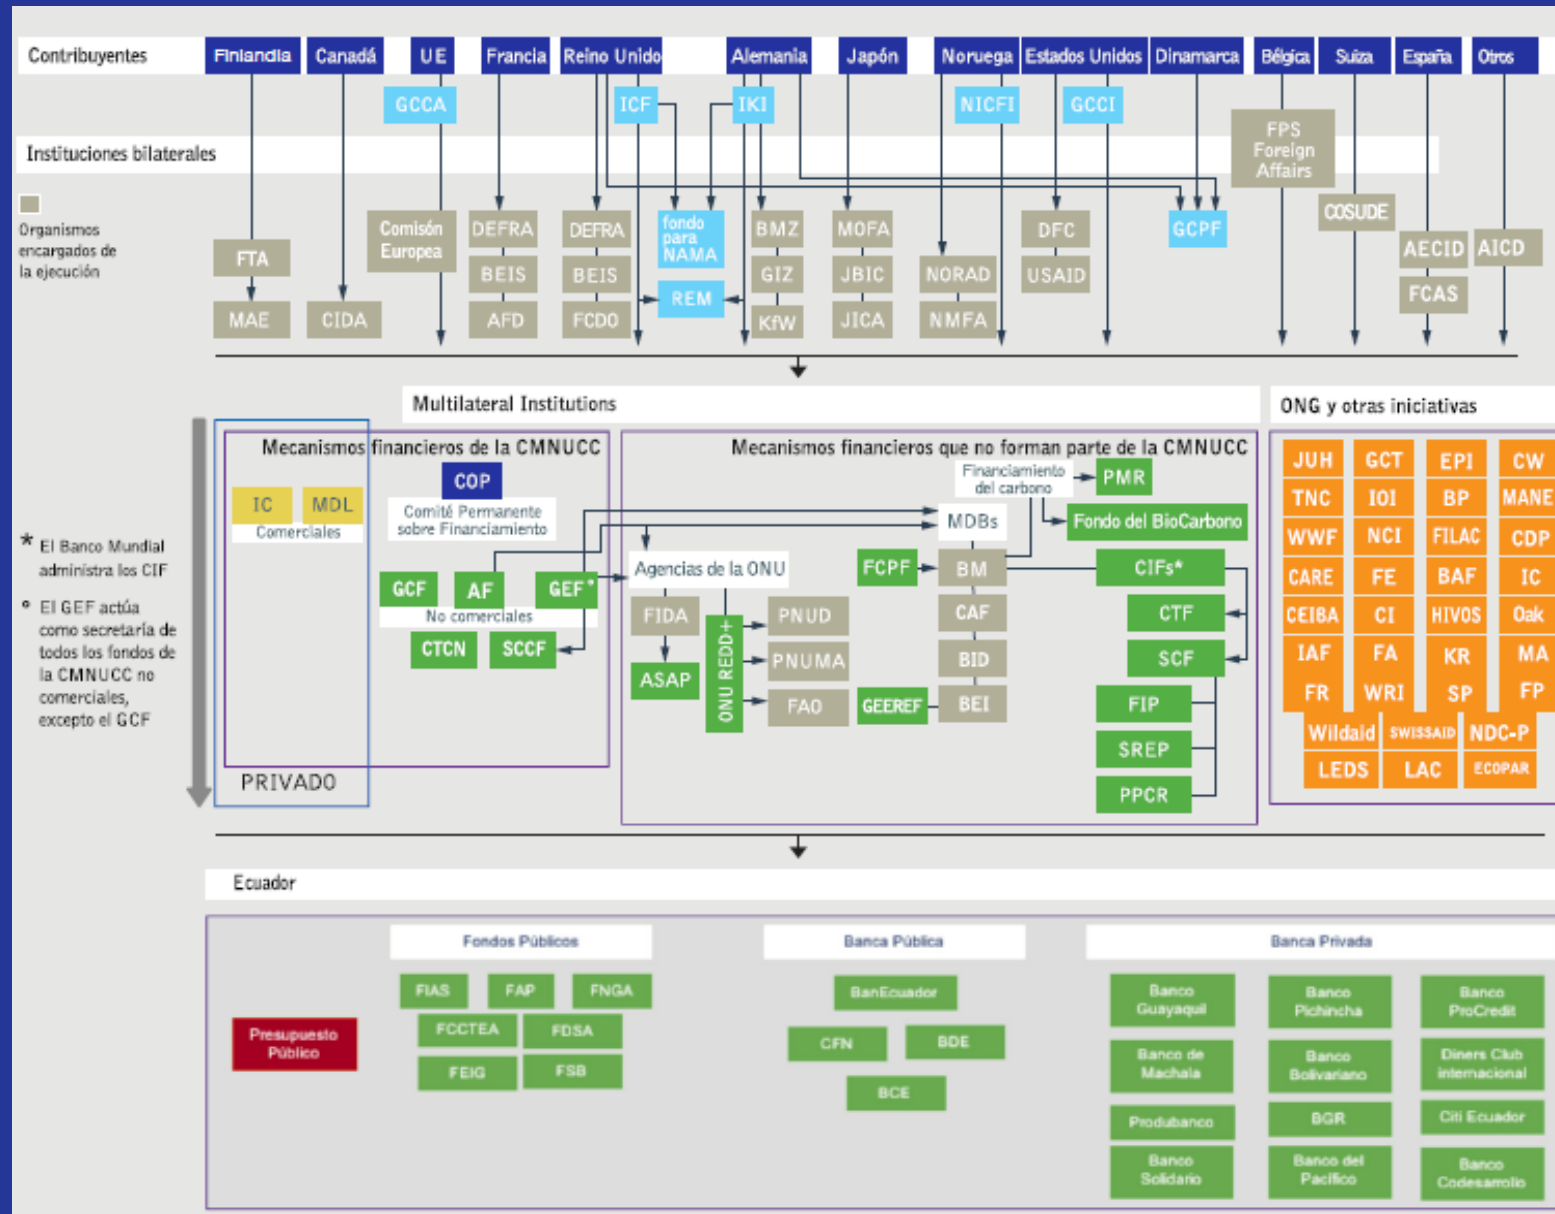 Contribuyentes
Finlandia
Canadá
UE
Francia
Reino Unido
Alemania
Japón
Noruega
Estados Unidos
Dinamarca
Bélgica
Suiza
España
Otros
GCCA
ICF
IKI
NICFI
GCCI
Instituciones bilaterales
FPS
Foreign
Affairs
Organismos
encargados de
la ejecución
FTA
MAE
CIDA
Comisón
Europea
DEFRA
BEIS
AFD
DEFRA
BEIS
FCDO
fondo
para
NAMA
REM
BMZ
GIZ
KfW
MOFA
JBIC
JICA
NORAD
NMFA
DFC
USAID
GCPF
COSUDE
AECID
FCAS
AICD
Multilateral Institutions
ONG y otras iniciativas
Mecanismos financieros de la CMNUCC
IC
MDL
Comerciales
COP
Comité Permanente
sobre Financiamiento
GCF
AF
GEF°
No comerciales
CTCN
SCCF
PRIVADO
* El Banco Mundial
administra los CIF
° El GEF actúa
como secretaría de
todos los fondos de
la CMNUCC no
comerciales,
excepto el GCF
Mecanismos financieros que no forman parte de la CMNUCC
Financiamiento
del carbono
PMR
MDBs
Fondo del BioCarbono
Agencias de la ONU
FCPF
BM
CIFs*
FIDA
ASAP
ONU REDD+
PNUD
PNUMA
FAO
CAF
BID
GEEREF
BEI
CTF
SCF
FIP
SREP
PPCR
JUH GCT EPI CW
TNC IOI BP MANE
WWF NCI FILAC CDP
CARE FE BAF IC
CEIBA CI HIVOS Oak
IAF FA KR MA
FR WRI SP FP
Wildaid SWISSAID NDC-P
LEDS LAC ECOPAR
Ecuador
Presupuesto
Público
Fondos Públicos
FIAS FAP FNGA
FCCTEA FDSA
FEIG FSB
Banca Pública
BanEcuador
CFN BDE
BCE
Banca Privada
Banco
Guayaquil
Banco
Pichincha
Banco
ProCredit
Banco de
Machala
Banco
Bolivariano
Diners Club
internacional
Produbanco
BGR
Citi Ecuador
Banco
Solidario
Banco del
Pacífico
Banco
Codesarrollo